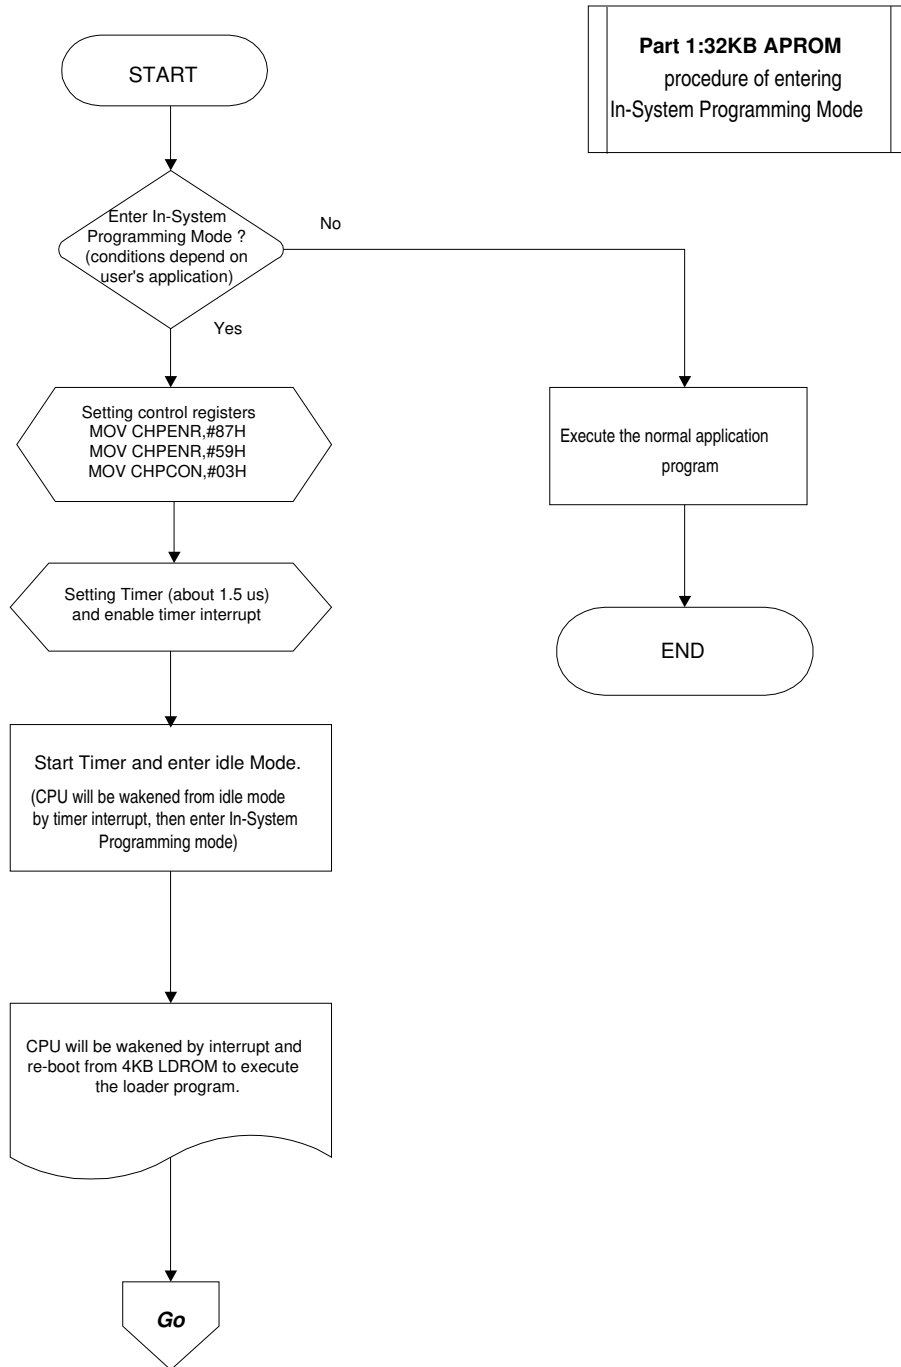 Part 1:32KB APROM
procedure of entering
In-System Programming Mode
START
Enter In-System
Programming Mode ?
(conditions depend on
user's application)
No
Yes
Setting control registers
MOV CHPENR,#87H
MOV CHPENR,#59H
MOV CHPCON,#03H
Execute the normal application
program
Setting Timer (about 1.5 us)
and enable timer interrupt
END
Start Timer and enter idle Mode.
(CPU will be wakened from idle mode
by timer interrupt, then enter In-System
Programming mode)
CPU will be wakened by interrupt and
re-boot from 4KB LDROM to execute
the loader program.
Go